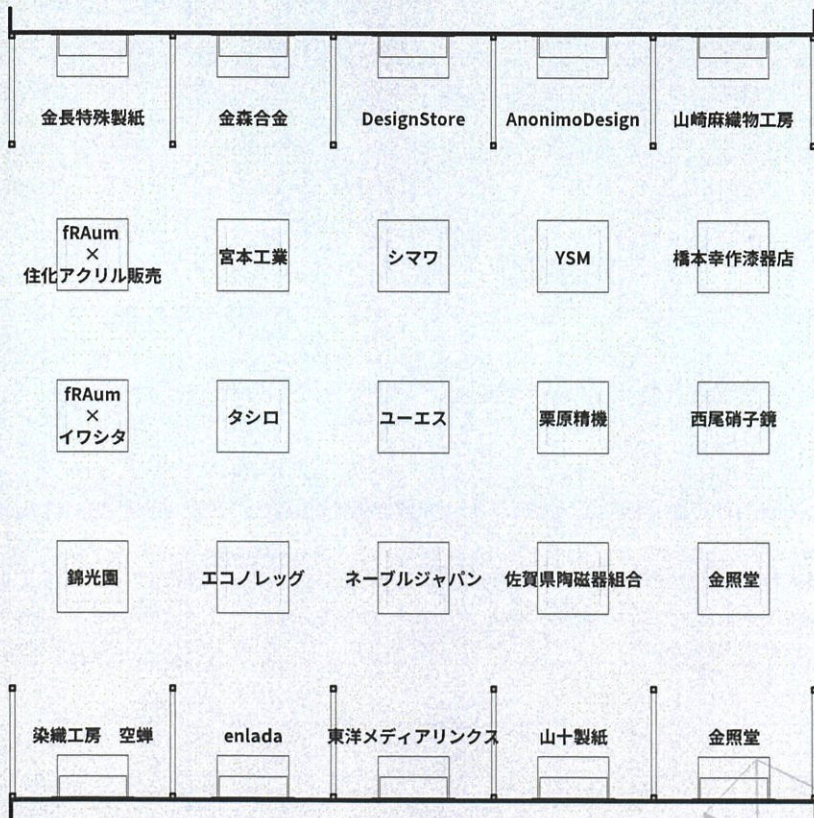 金長特殊製紙
金森合金
DesignStore
AnonimoDesign
山崎麻織物工房
fRAum
×
住化アクリル販売
宮本工業
シマワ
YSM
橋本幸作漆器店
fRAum
×
イワシタ
タシロ
ユーエス
栗原精機
西尾硝子鏡
錦光園
エコノレッグ
ネーブルジャパン
佐賀県陶磁器組合
金照堂
染織工房　空蝉
enlada
東洋メディアリンクス
山十製紙
金照堂